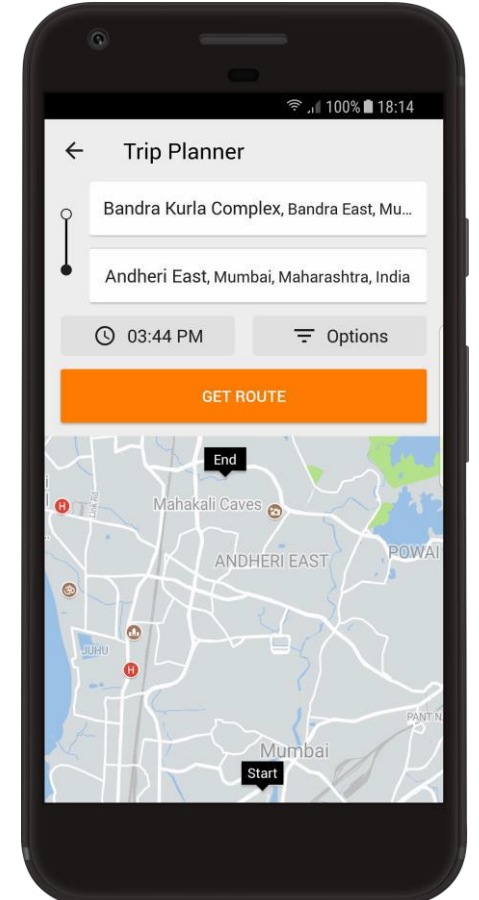 100% 18:14
Trip Planner
Bandra Kurla Complex, Bandra East, Mu...
Andheri East, Mumbai, Maharashtra, India
03:44 PM
Options
GET ROUTE
End
H
Mahakali Caves
ANDHERI EAST
POWAI
JUHU
H
PANT N
Mumbai
Start